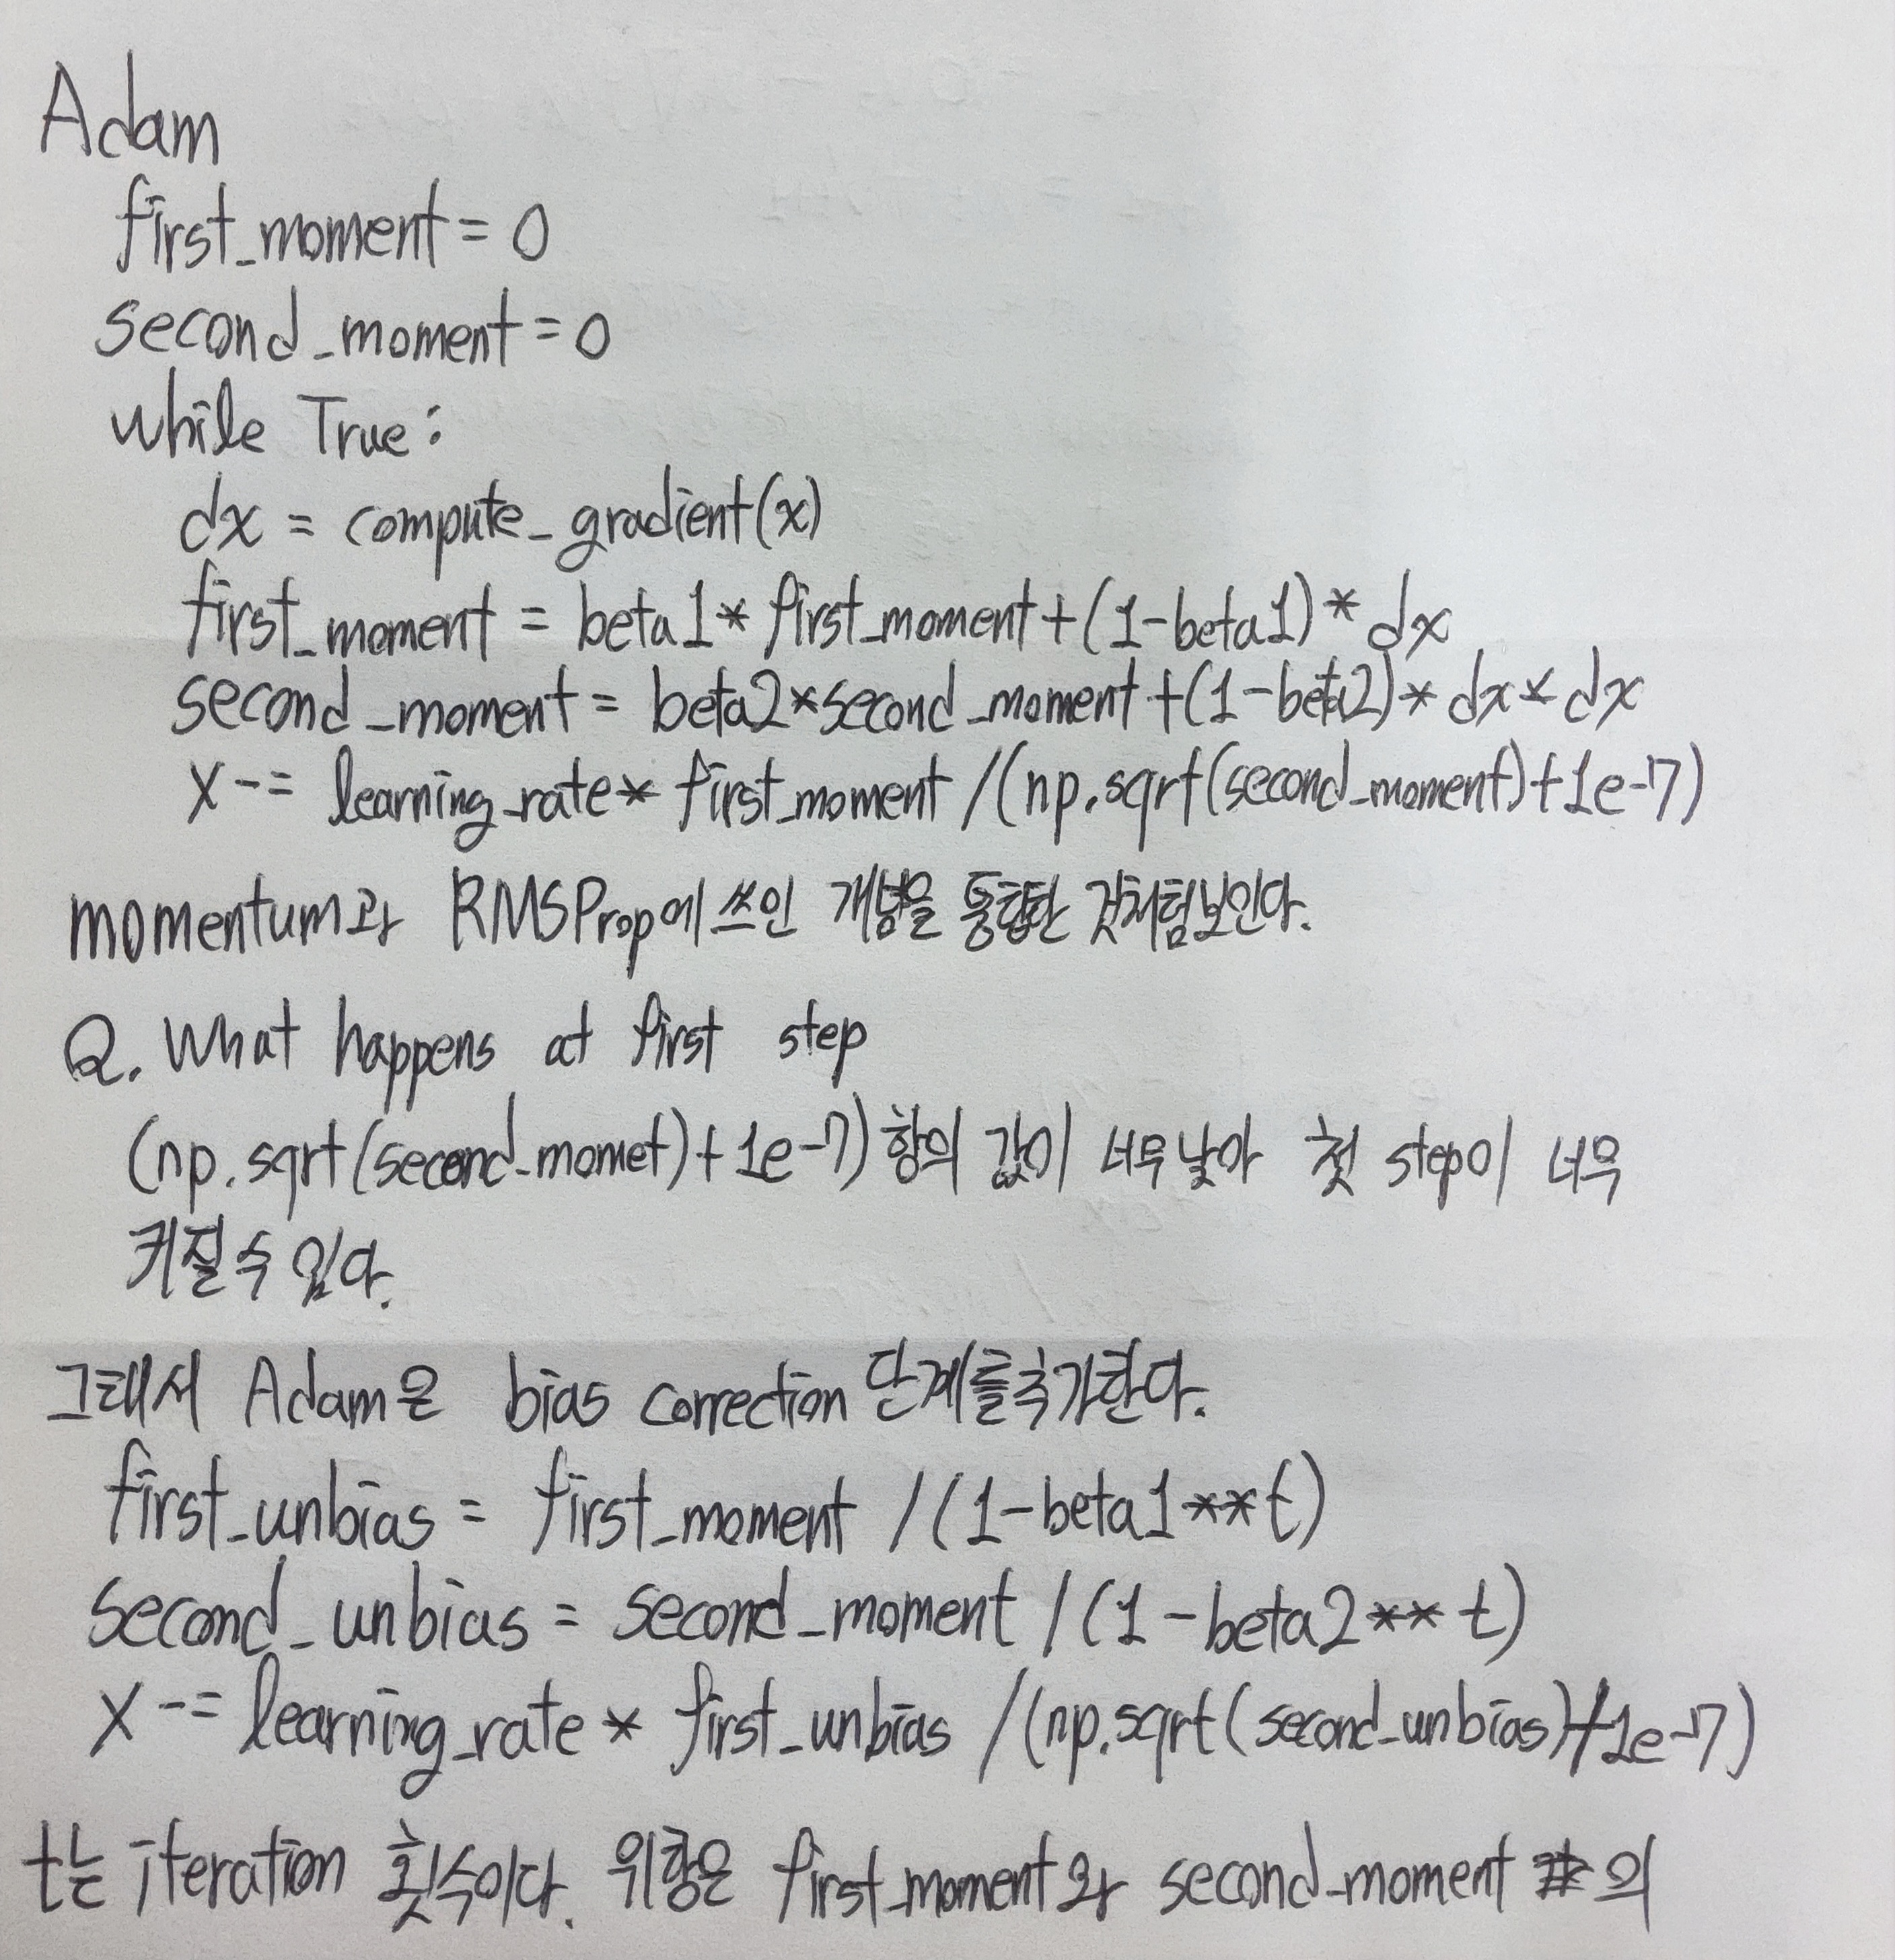 Adam
first_moment = 0
second_moment = 0
while True:
dx = compute_gradient(x)
first_moment = beta1 * first_moment + (1-beta1) * dx
second_moment = beta2*second_moment + (1-beta2) * dx * dx
x -= learning_rate* first_moment /(np.sqrt(second_moment)+1e-7)
momentum과 RMSProp에 쓰인 개념을 통합한 것처럼보인다.
Q. What happens at first step
(np.sqrt(second_momet)+1e-7) 항의 값이 너무낮아 첫 step이 너무
커질수 있다.
그래서 Adam은 bias correction 단계를추가한다.
first_unbias = first_moment /(1-beta1**t)
second_unbias = second_moment /(1-beta2** t)
x -= learning_rate * first_unbias /(np.sqrt(second_unbias)+1e-7)
t는 iteration 횟수이다. 위항은 first_moment와 second_moment 의